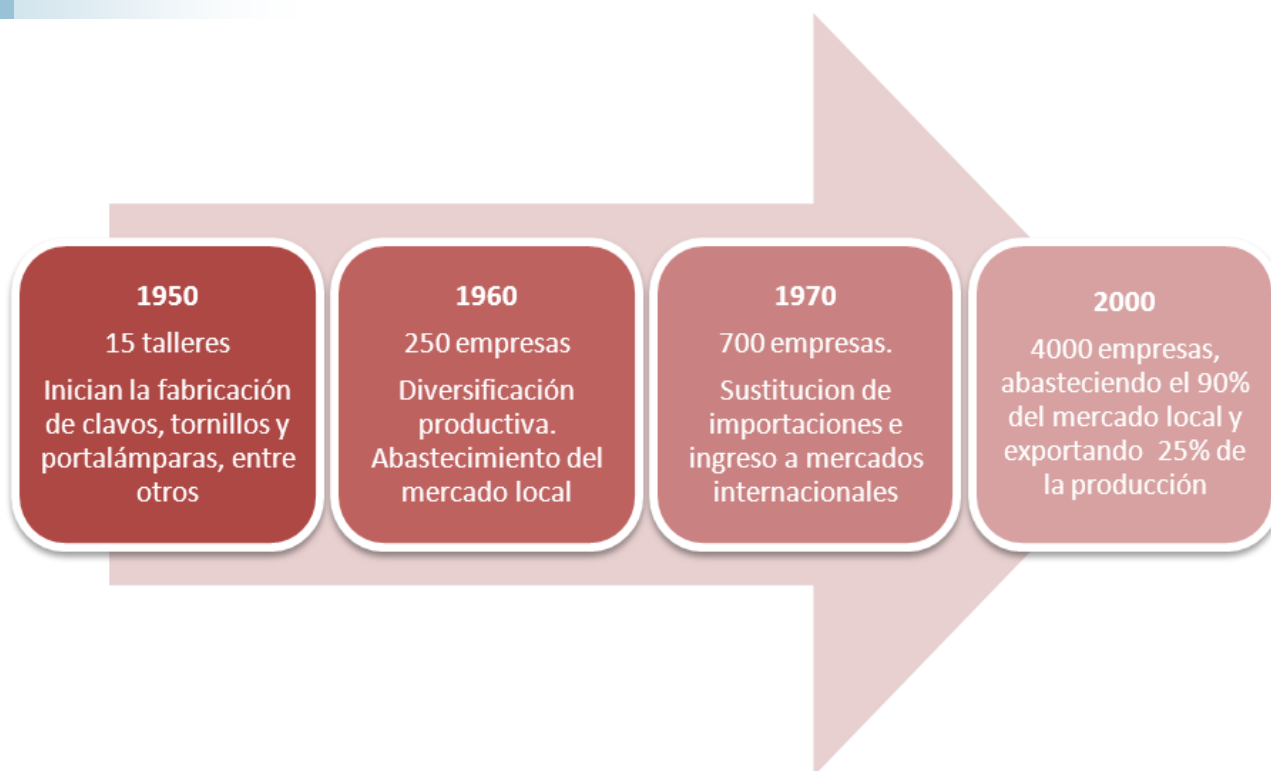 1950
15 talleres
Inician la fabricación
de clavos, tornillos y
portalámparas, entre
otros
1960
250 empresas
Diversificación
productiva.
Abastecimiento del
mercado local
1970
700 empresas.
Sustitucion de
importaciones e
ingreso a mercados
internacionales
2000
4000 empresas,
abasteciendo el 90%
del mercado local y
exportando 25% de
la producción